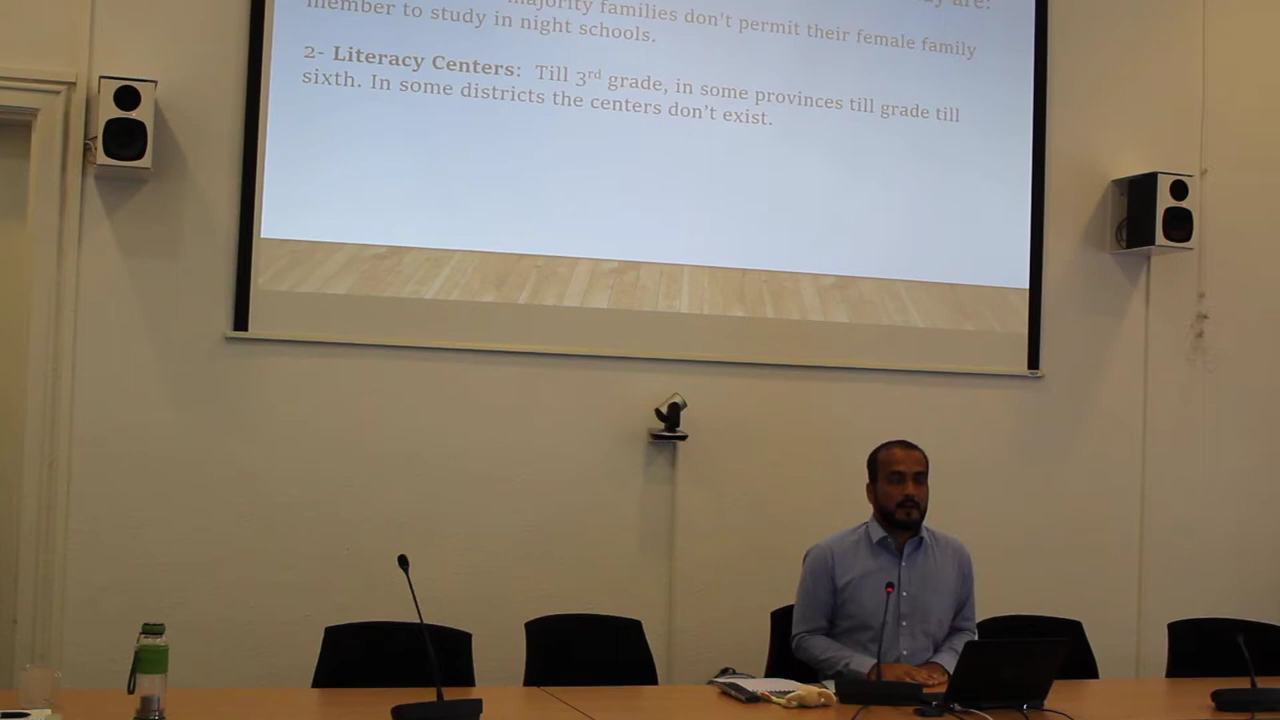 are:
majority families don't permit their female family
member to study in night schools.
2- Literacy Centers: Till 3rd grade, in some provinces till grade till
sixth. In some districts the centers don't exist.